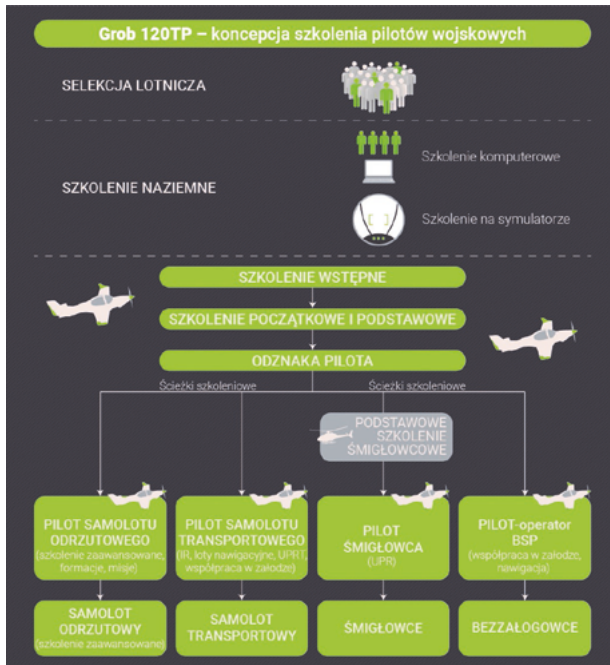 Grob 120TP – koncepcja szkolenia pilotów wojskowych
SELEKCJA LOTNICZA
Szkolenie komputerowe
SZKOLENIE NAZIEMNE
Szkolenie na symulatorze
SZKOLENIE WSTĘPNE
SZKOLENIE POCZĄTKOWE I PODSTAWOWE
ODZNAKA PILOTA
Ścieżki szkoleniowe
Ścieżki szkoleniowe
PODSTAWOWE
SZKOLENIE
ŚMIGŁOWCOWE
PILOT SAMOLOTU
ODRZUTOWEGO
(szkolenie zaawansowane,
formacje, misje)
PILOT SAMOLOTU
TRANSPORTOWEGO
(IR, loty nawigacyjne, UPRT,
współpraca w załodze)
PILOT
ŚMIGŁOWCA
(UPR)
PILOT-operator
BSP
(współpraca w załodze,
nawigacja)
SAMOLOT
ODRZUTOWY
(szkolenie zaawansowane)
SAMOLOT
TRANSPORTOWY
ŚMIGŁOWCE
BEZZAŁOGOWCE